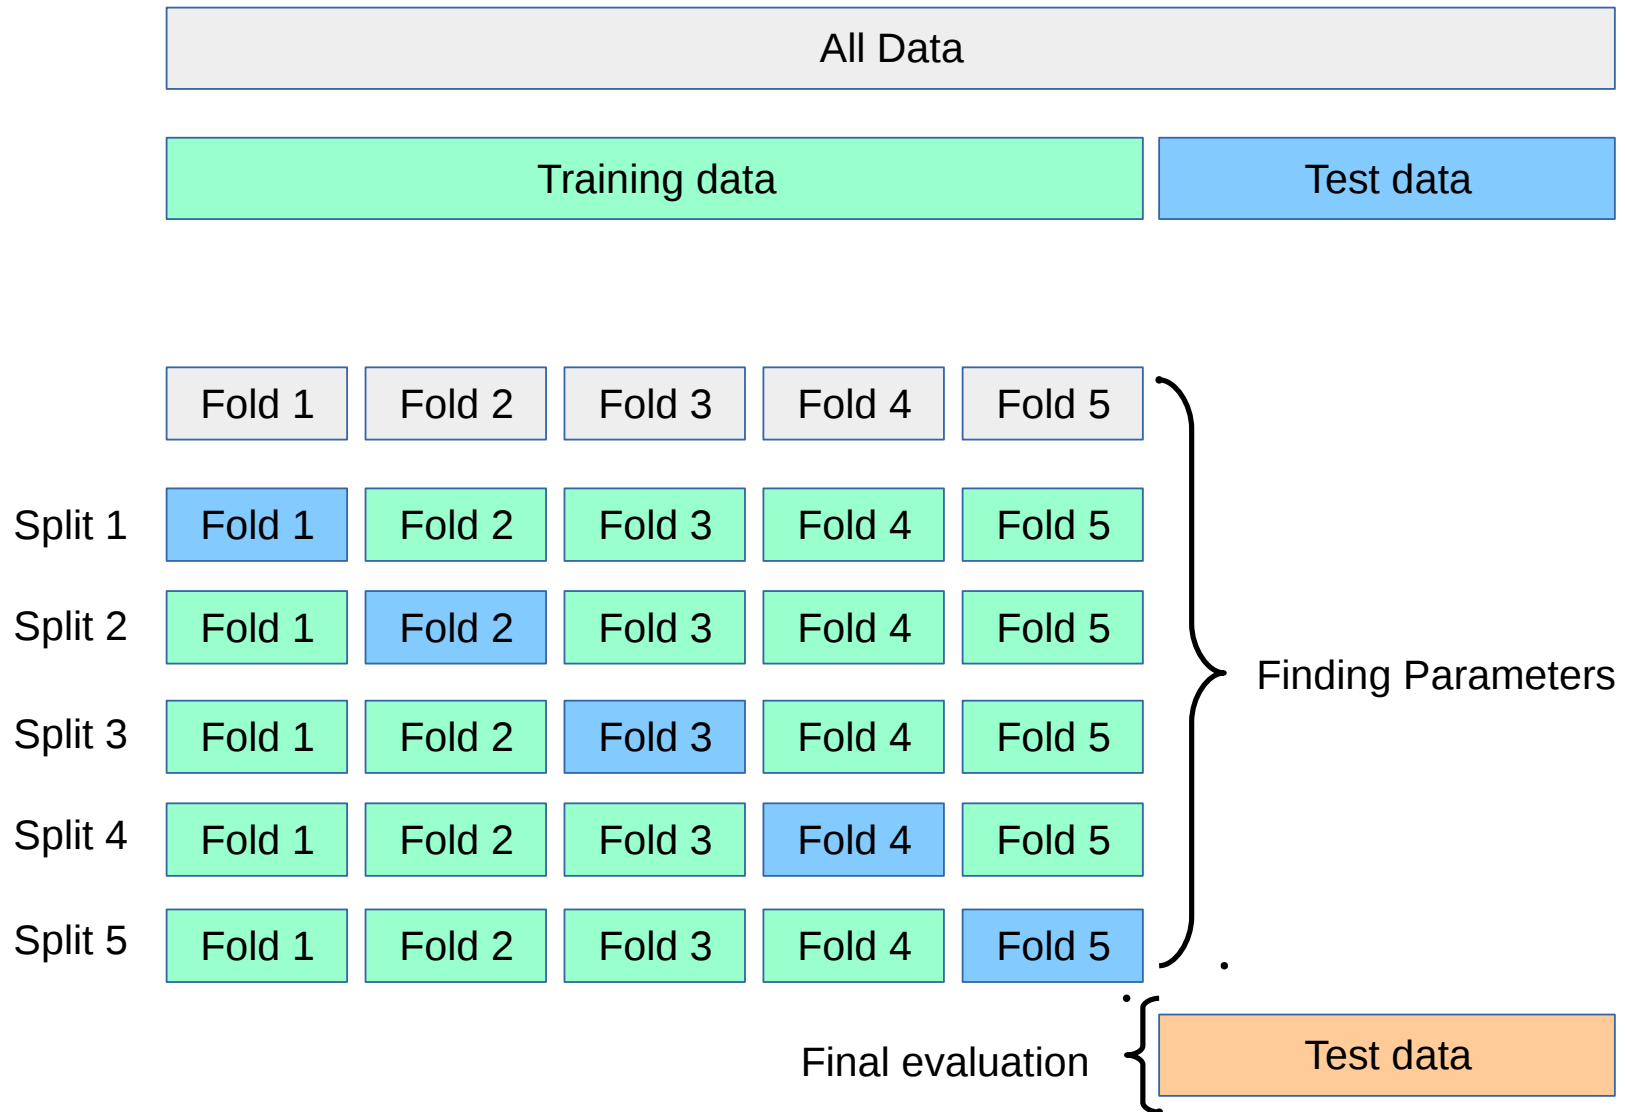 All Data
Training data Test data
Fold 1 Fold 2 Fold 3 Fold 4 Fold 5
Split 1 Fold 1 Fold 2 Fold 3 Fold 4 Fold 5
Split 2 Fold 1 Fold 2 Fold 3 Fold 4 Fold 5
Finding Parameters
Split 3 Fold 1 Fold 2 Fold 3 Fold 4 Fold 5
Split 4 Fold 1 Fold 2 Fold 3 Fold 4 Fold 5
Split 5 Fold 1 Fold 2 Fold 3 Fold 4 Fold 5
Final evaluation Test data